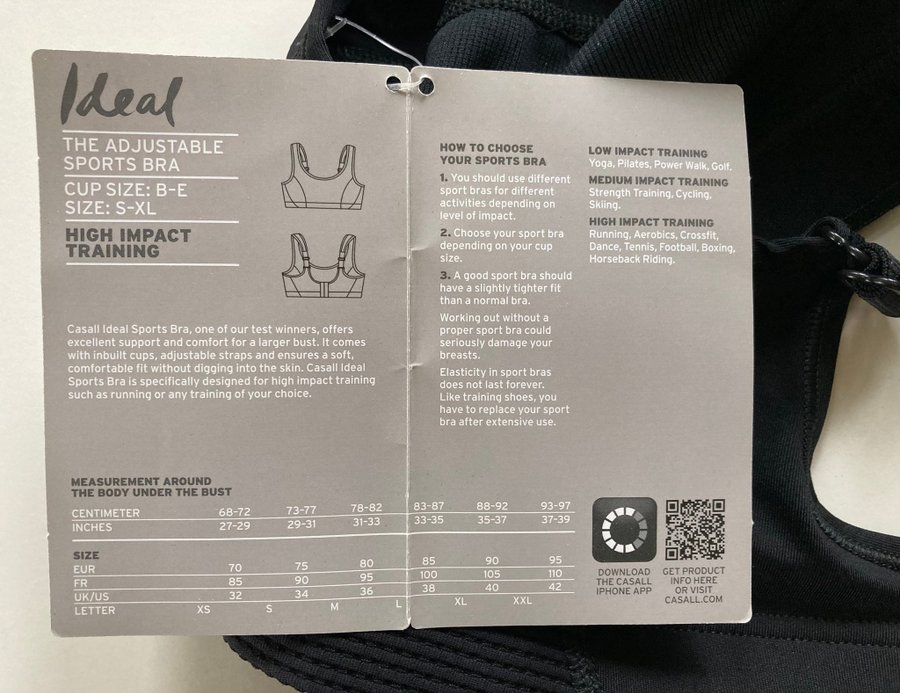 Ideal
THE ADJUSTABLE
SPORTS BRA
CUP SIZE: B-E
SIZE: S-XL
HIGH IMPACT
TRAINING
Casall Ideal Sports Bra, one of our test winners, offers
excellent support and comfort for a larger bust. It comes
with inbuilt cups, adjustable straps and ensures a soft,
comfortable fit without digging into the skin. Casall Ideal
Sports Bra is specifically designed for high impact training
such as running or any training of your choice.
HOW TO CHOOSE
YOUR SPORTS BRA
1. You should use different
sport bras for different
activities depending on
level of impact.
2. Choose your sport bra
depending on your cup
size.
3. A good sport bra should
have a slightly tighter fit
than a normal bra.
Working out without a
proper sport bra could
seriously damage your
breasts.
Elasticity in sport bras
does not last forever.
Like training shoes, you
have to replace your sport
bra after extensive use.
LOW IMPACT TRAINING
Yoga, Pilates, Power Walk, Golf.
MEDIUM IMPACT TRAINING
Strength Training, Cycling,
Skiing.
HIGH IMPACT TRAINING
Running, Aerobics, Crossfit,
Dance, Tennis, Football, Boxing,
Horseback Riding.
MEASUREMENT AROUND
THE BODY UNDER THE BUST
CENTIMETER 68-72 73-77 78-82 83-87 88-92 93-97
INCHES 27-29 29-31 31-33 33-35 35-37 37-39
SIZE
EUR 70 75 80 85 90 95
FR 85 90 95 100 105 110
UK/US 32 34 36 38 40 42
LETTER XS S M L XL XXL
DOWNLOAD
THE CASALL
IPHONE APP
GET PRODUCT
INFO HERE
OR VISIT
CASALL.COM